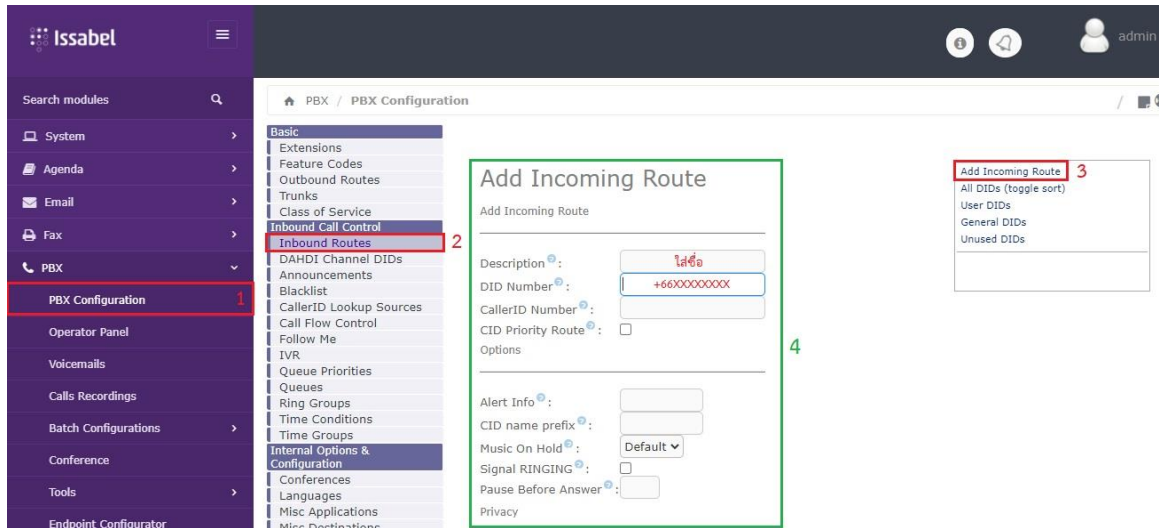 Issabel
admin
Search modules
System
Agenda
Email
Fax
PBX
PBX Configuration
1
Operator Panel
Voicemails
Calls Recordings
Batch Configurations
Conference
Tools
Endpoint Configurator
PBX / PBX Configuration
/
Basic
Extensions
Feature Codes
Outbound Routes
Trunks
Class of Service
Inbound Call Control
Inbound Routes
2
DAHDI Channel DIDs
Announcements
Blacklist
CallerID Lookup Sources
Call Flow Control
Follow Me
IVR
Queue Priorities
Queues
Ring Groups
Time Conditions
Time Groups
Internal Options &
Configuration
Conferences
Languages
Misc Applications
Misc Destinations
Add Incoming Route
Add Incoming Route
Description : ใส่ชื่อ
DID Number : +66XXXXXXXX
CallerID Number :
CID Priority Route :
Options
4
Alert Info :
CID name prefix :
Music On Hold : Default
Signal RINGING :
Pause Before Answer :
Privacy
Add Incoming Route 3
All DIDs (toggle sort)
User DIDs
General DIDs
Unused DIDs